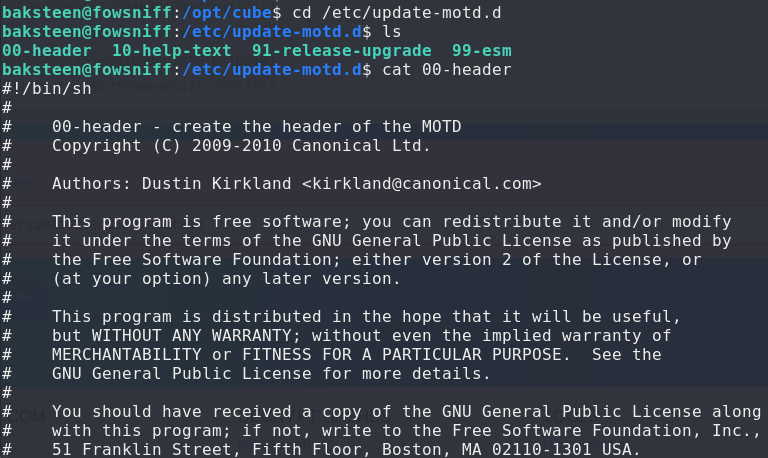 baksteen@fowsniff:/opt/cube$ cd /etc/update-motd.d
baksteen@fowsniff:/etc/update-motd.d$ ls
00-header  10-help-text  91-release-upgrade  99-esm
baksteen@fowsniff:/etc/update-motd.d$ cat 00-header
#!/bin/sh
#
#    00-header - create the header of the MOTD
#    Copyright (C) 2009-2010 Canonical Ltd.
#
#    Authors: Dustin Kirkland <kirkland@canonical.com>
#
#    This program is free software; you can redistribute it and/or modify
#    it under the terms of the GNU General Public License as published by
#    the Free Software Foundation; either version 2 of the License, or
#    (at your option) any later version.
#
#    This program is distributed in the hope that it will be useful,
#    but WITHOUT ANY WARRANTY; without even the implied warranty of
#    MERCHANTABILITY or FITNESS FOR A PARTICULAR PURPOSE.  See the
#    GNU General Public License for more details.
#
#    You should have received a copy of the GNU General Public License along
#    with this program; if not, write to the Free Software Foundation, Inc.,
#    51 Franklin Street, Fifth Floor, Boston, MA 02110-1301 USA.